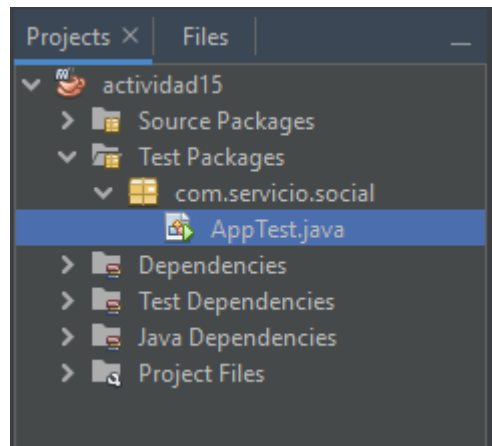 Projects Files
actividad15
Source Packages
Test Packages
com.servicio.social
AppTest.java
Dependencies
Test Dependencies
Java Dependencies
Project Files